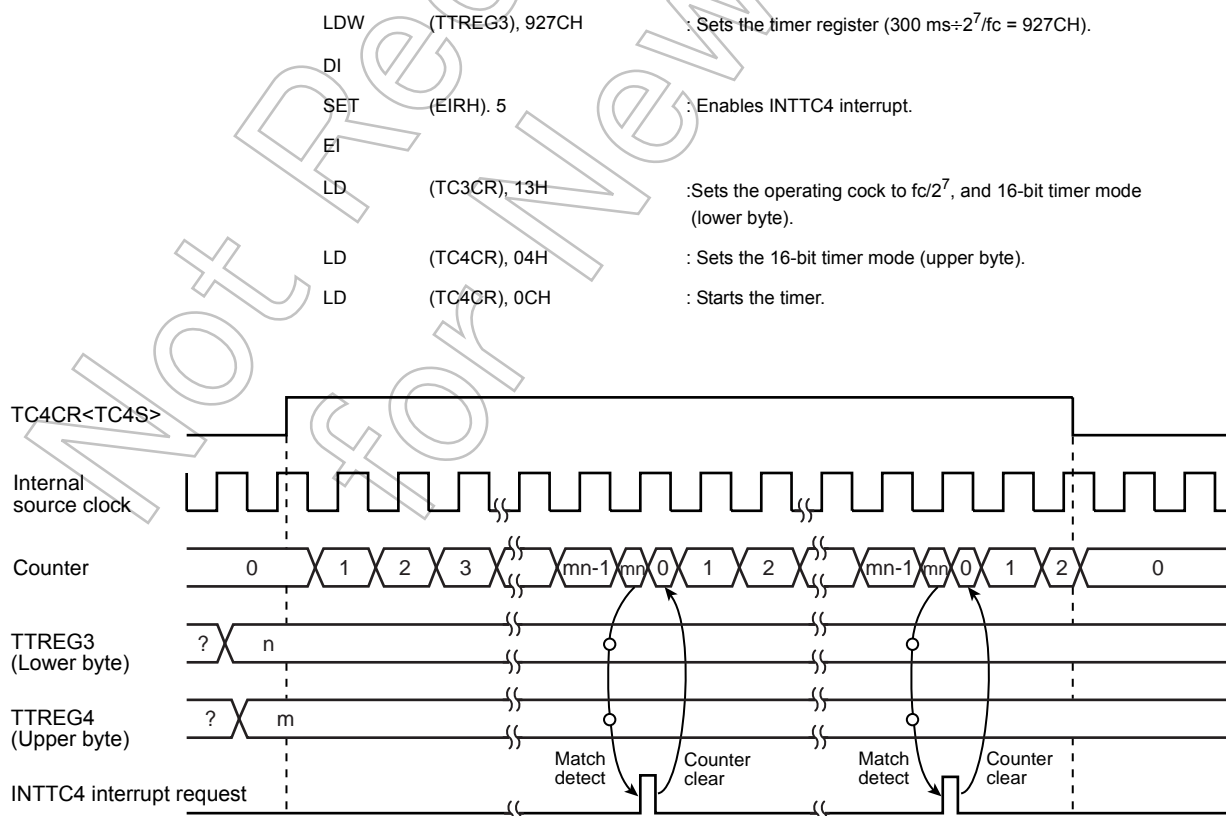 LDW (TTREG3), 927CH : Sets the timer register (300 ms÷2⁷/fc = 927CH).
DI
SET (EIRH). 5 : Enables INTTC4 interrupt.
EI
LD (TC3CR), 13H :Sets the operating cock to fc/2⁷, and 16-bit timer mode
(lower byte).
LD (TC4CR), 04H : Sets the 16-bit timer mode (upper byte).
LD (TC4CR), 0CH : Starts the timer.
TC4CR<TC4S>
Internal
source clock
Counter 0 1 2 3 mn-1 mn 0 1 2 mn-1 mn 0 1 2 0
TTREG3
(Lower byte) ? n
TTREG4
(Upper byte) ? m
Match
detect
Counter
clear
Match
detect
Counter
clear
INTTC4 interrupt request
Not Re
for New